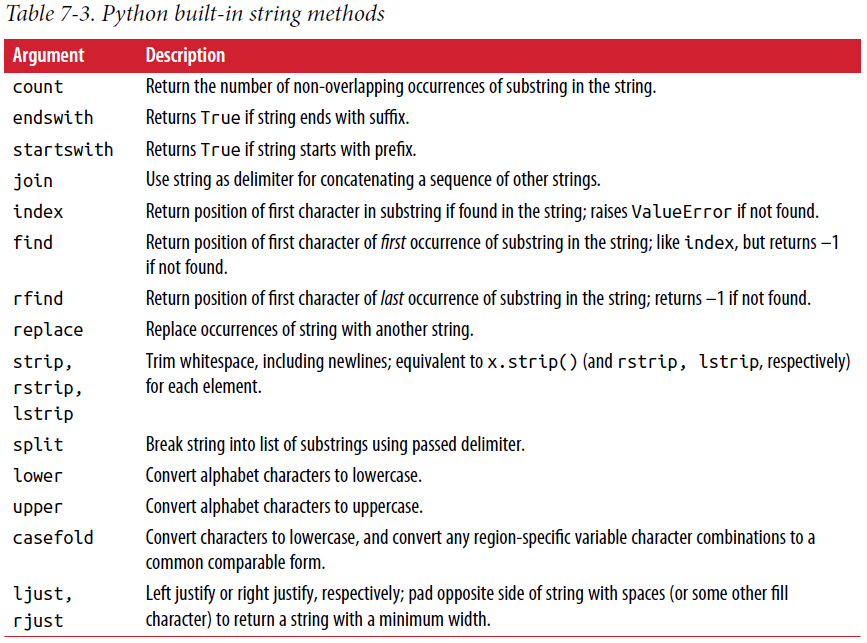 Table 7-3. Python built-in string methods
Argument Description
count Return the number of non-overlapping occurrences of substring in the string.
endswith Returns True if string ends with suffix.
startswith Returns True if string starts with prefix.
join Use string as delimiter for concatenating a sequence of other strings.
index Return position of first character in substring if found in the string; raises ValueError if not found.
find Return position of first character of first occurrence of substring in the string; like index, but returns –1
if not found.
rfind Return position of first character of last occurrence of substring in the string; returns –1 if not found.
replace Replace occurrences of string with another string.
strip, Trim whitespace, including newlines; equivalent to x.strip() (and rstrip, lstrip, respectively)
rstrip, for each element.
lstrip
split Break string into list of substrings using passed delimiter.
lower Convert alphabet characters to lowercase.
upper Convert alphabet characters to uppercase.
casefold Convert characters to lowercase, and convert any region-specific variable character combinations to a
common comparable form.
ljust, Left justify or right justify, respectively; pad opposite side of string with spaces (or some other fill
rjust character) to return a string with a minimum width.